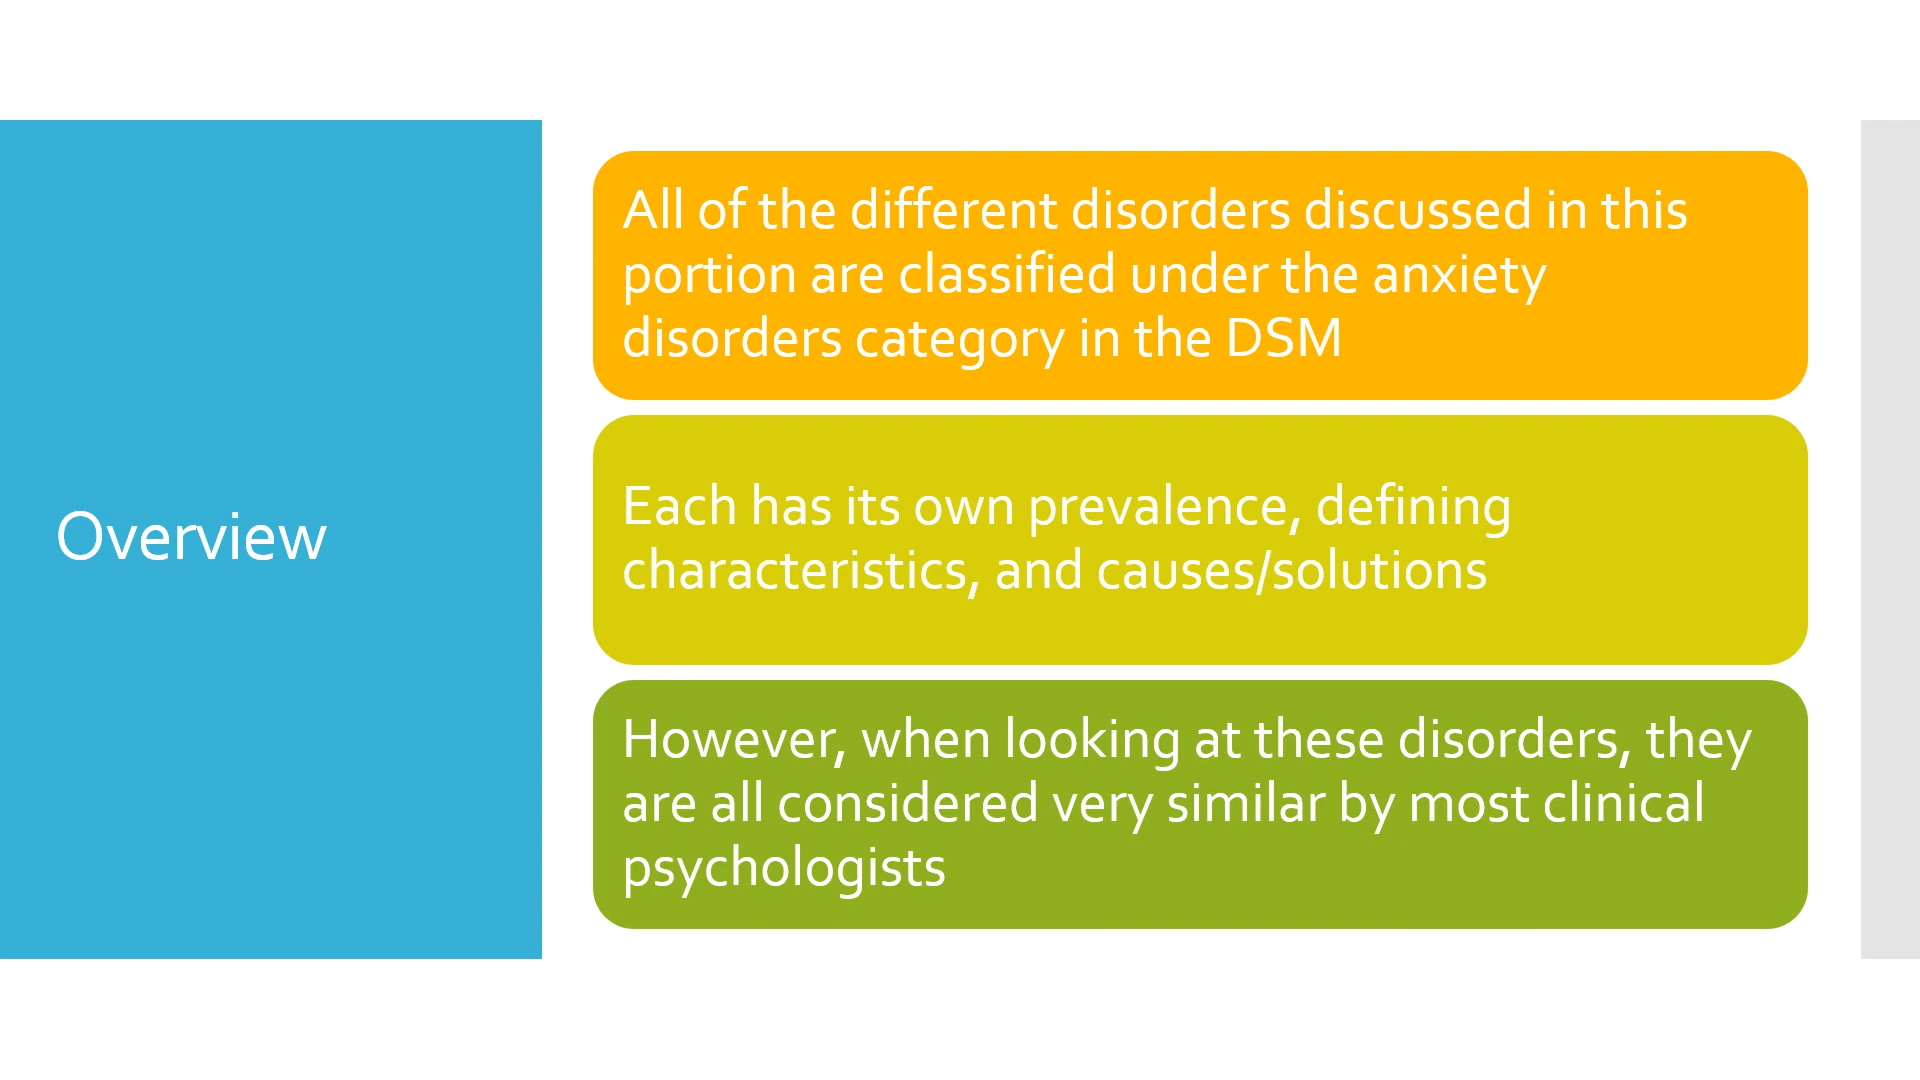 Overview
All of the different disorders discussed in this
portion are classified under the anxiety
disorders category in the DSM
Each has its own prevalence, defining
characteristics, and causes/solutions
However, when looking at these disorders, they
are all considered very similar by most clinical
psychologists